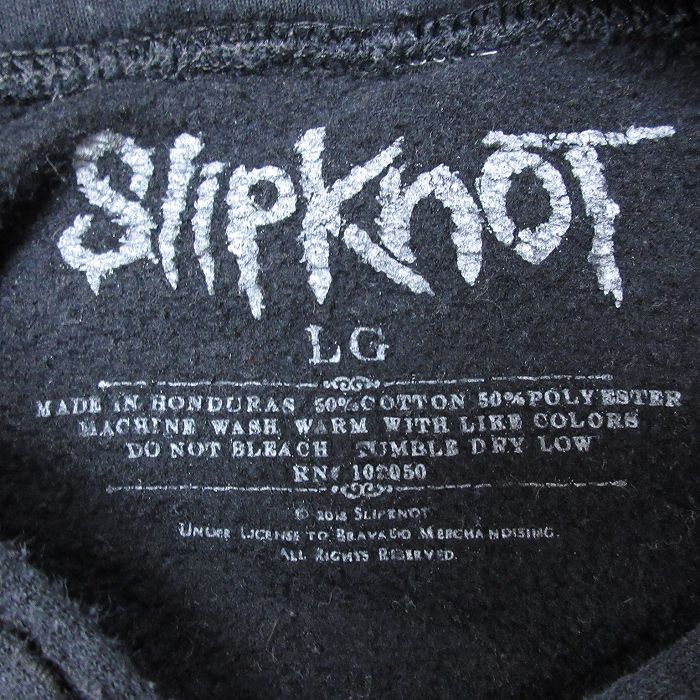 SlipKnoT
LG
MADE IN HONDURAS 50% COTTON 50% POLYESTER
MACHINE WASH WARM WITH LIKE COLORS
DO NOT BLEACH TUMBLE DRY LOW
RN# 102050
© SLIPKNOT
UNDER LICENSE TO BRAVADO MERCHANDISING.
ALL RIGHTS RESERVED.